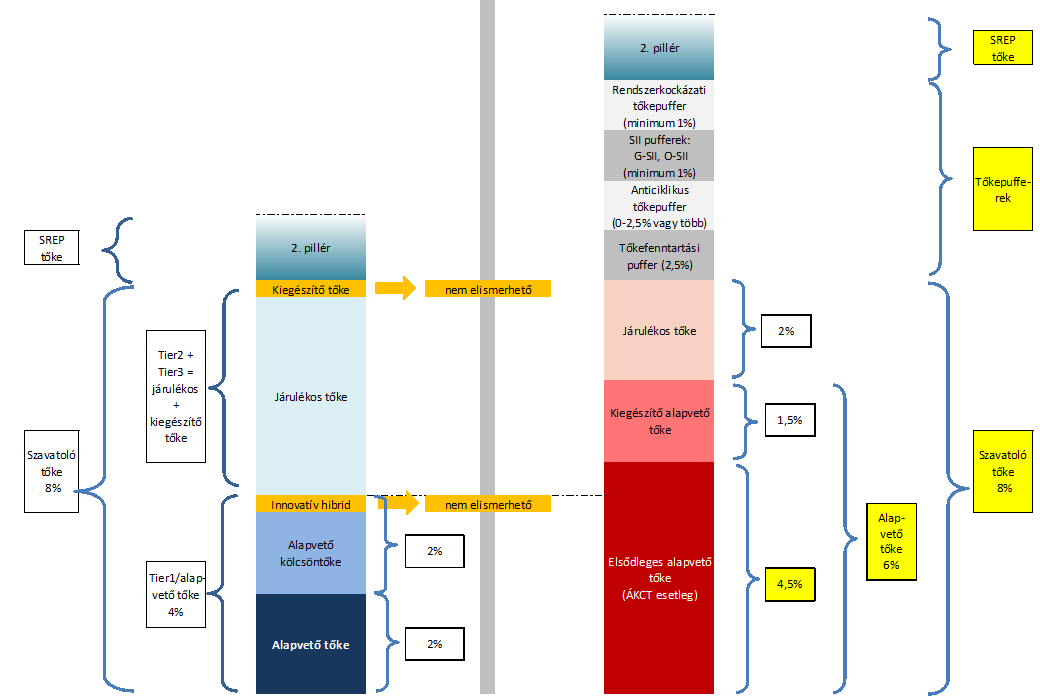 SREP
tőke
Szavatoló
tőke
8%
Tier2 +
Tier3 =
járulékos
+
kiegészítő
tőke
Tier1/alap-
vető tőke
4%
2. pillér
Kiegészítő tőke
nem elismerhető
Járulékos tőke
Innovatív hibrid
nem elismerhető
Alapvető
kölcsöntőke
2%
Alapvető tőke
2%
2. pillér
Rendszerkockázati
tőkepuffer
(minimum 1%)
SII pufferek:
G-SII, O-SII
(minimum 1%)
Anticiklikus
tőkepuffer
(0-2,5% vagy több)
Tőkefenntartási
puffer (2,5%)
Járulékos tőke
2%
Kiegészítő alapvető
tőke
1,5%
Elsődleges alapvető
tőke
(ÁKCT esetleg)
4,5%
Alap-
vető
tőke
6%
SREP
tőke
Tőkepuffe-
rek
Szavatoló
tőke
8%